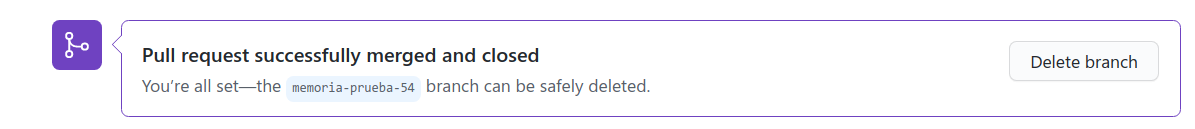 Pull request successfully merged and closed
You’re all set—the memoria-prueba-54 branch can be safely deleted.
Delete branch